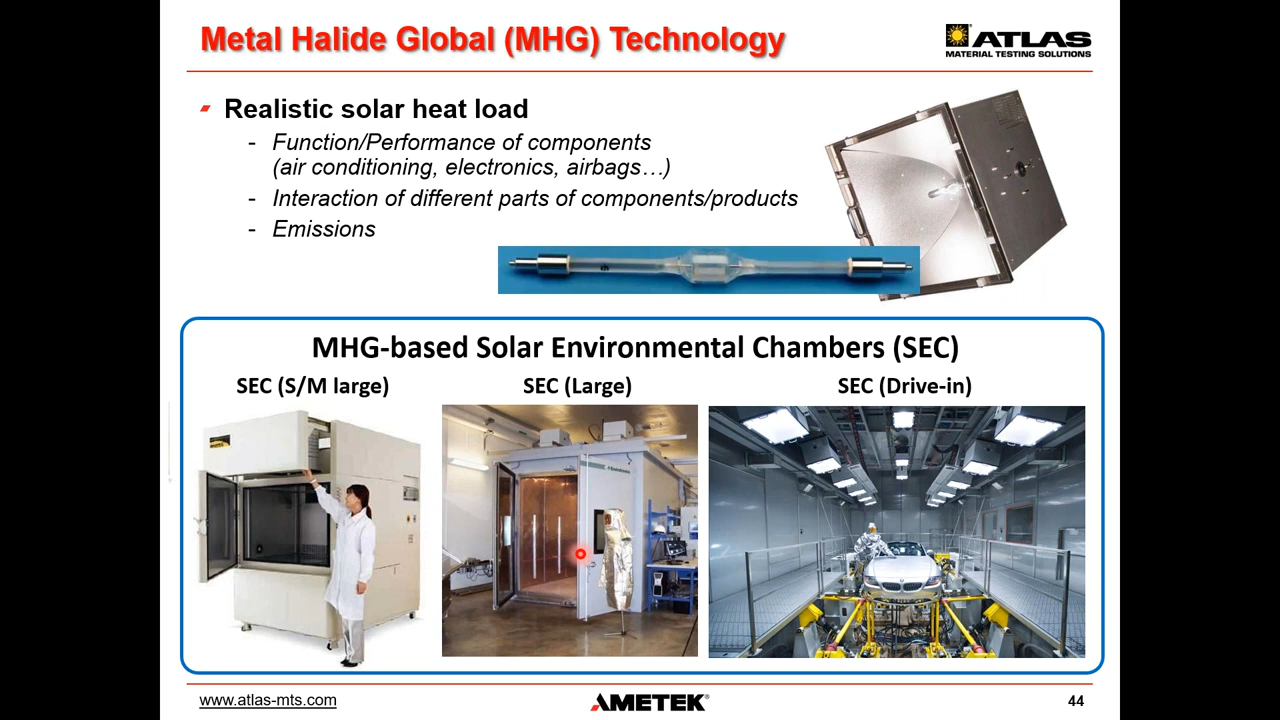 Metal Halide Global (MHG) Technology
ATLAS
MATERIAL TESTING SOLUTIONS
Realistic solar heat load
- Function/Performance of components
(air conditioning, electronics, airbags…)
- Interaction of different parts of components/products
- Emissions
MHG-based Solar Environmental Chambers (SEC)
SEC (S/M large)
SEC (Large)
SEC (Drive-in)
www.atlas-mts.com
AMETEK®
44